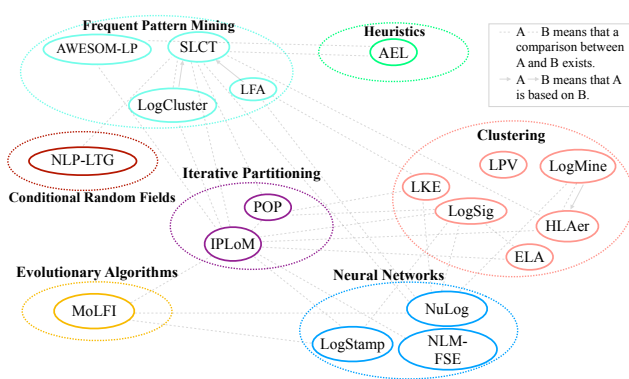 Frequent Pattern Mining
AWESOM-LP
SLCT
LogCluster
LFA
Heuristics
AEL
A B means that a
comparison between
A and B exists.
A B means that A
is based on B.
NLP-LTG
Conditional Random Fields
Iterative Partitioning
POP
IPLoM
Clustering
LPV
LogMine
LKE
LogSig
HLAer
ELA
Evolutionary Algorithms
MoLFI
Neural Networks
NuLog
LogStamp
NLM-
FSE